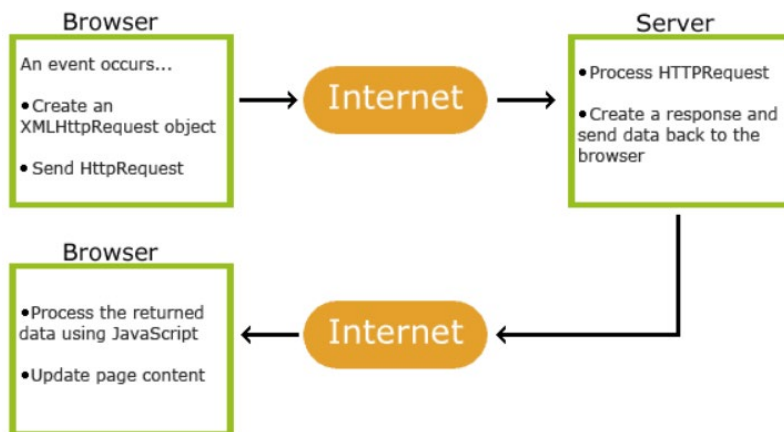 Browser
An event occurs...
•Create an
XMLHttpRequest object
• Send HttpRequest
Internet
Server
• Process HTTPRequest
•Create a response and
send data back to the
browser
Browser
•Process the returned
data using JavaScript
•Update page content
Internet